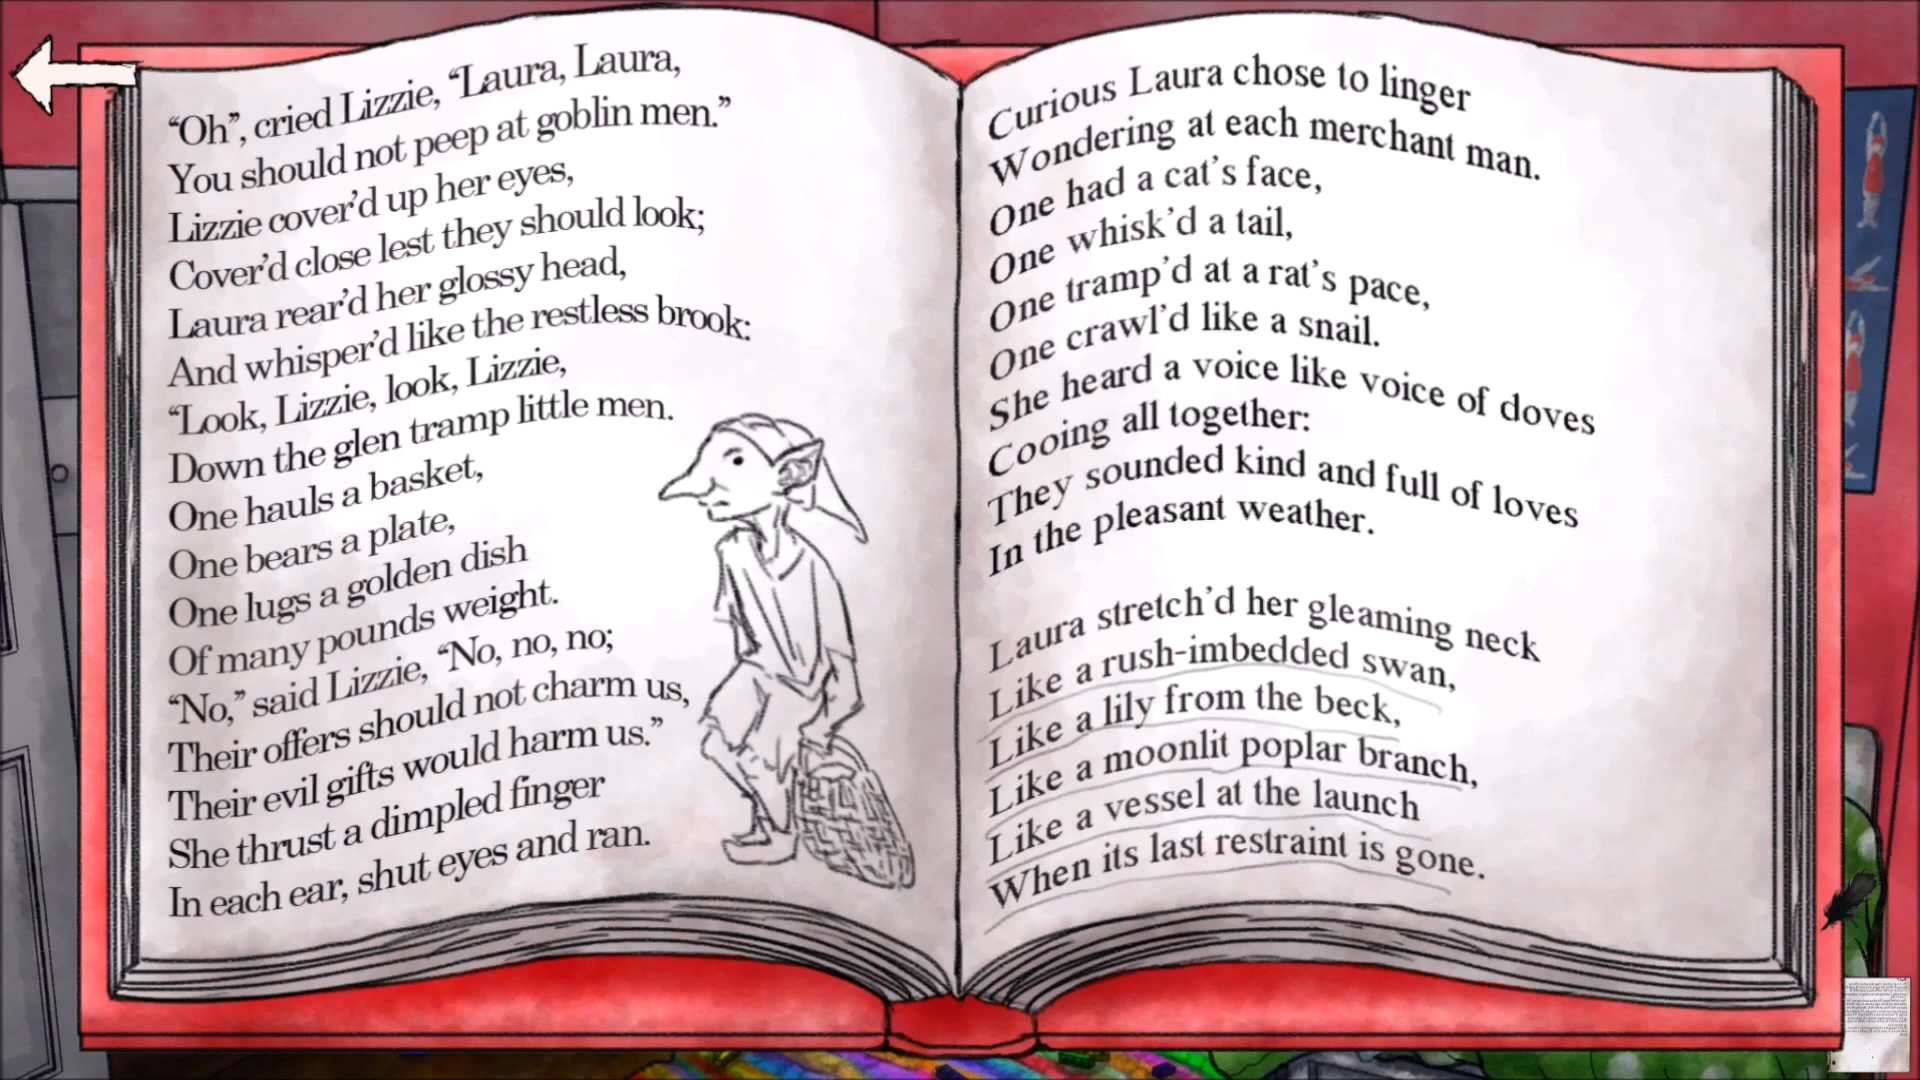 “Oh”, cried Lizzie, “Laura, Laura,
You should not peep at goblin men.”
Lizzie cover’d up her eyes,
Cover’d close lest they should look;
Laura rear’d her glossy head,
And whisper’d like the restless brook:
“Look, Lizzie, look, Lizzie,
Down the glen tramp little men.
One hauls a basket,
One bears a plate,
One lugs a golden dish
Of many pounds weight.
“No,” said Lizzie, “No, no, no;
Their offers should not charm us,
Their evil gifts would harm us.”
She thrust a dimpled finger
In each ear, shut eyes and ran.
Curious Laura chose to linger
Wondering at each merchant man.
One had a cat’s face,
One whisk’d a tail,
One tramp’d at a rat’s pace,
One crawl’d like a snail.
She heard a voice like voice of doves
Cooing all together:
They sounded kind and full of loves
In the pleasant weather.
Laura stretch’d her gleaming neck
Like a rush-imbedded swan,
Like a lily from the beck,
Like a moonlit poplar branch,
Like a vessel at the launch
When its last restraint is gone.